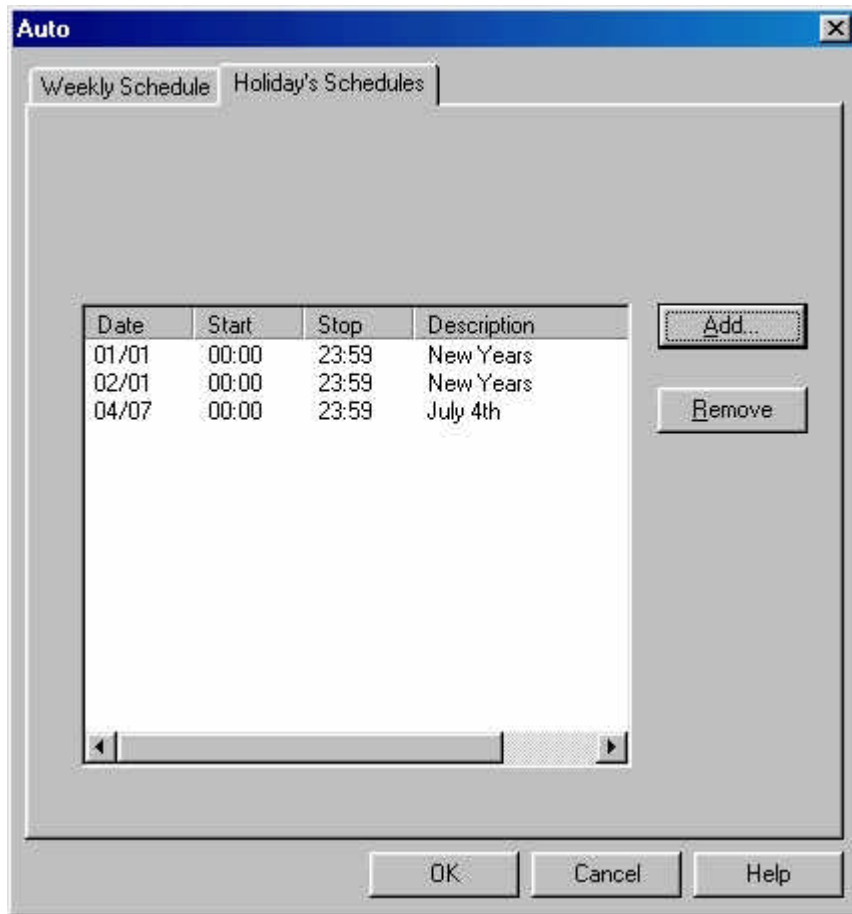 Auto
Weekly Schedule Holiday's Schedules
Date Start Stop Description
01/01 00:00 23:59 New Years
02/01 00:00 23:59 New Years
04/07 00:00 23:59 July 4th
Add...
Remove
OK Cancel Help